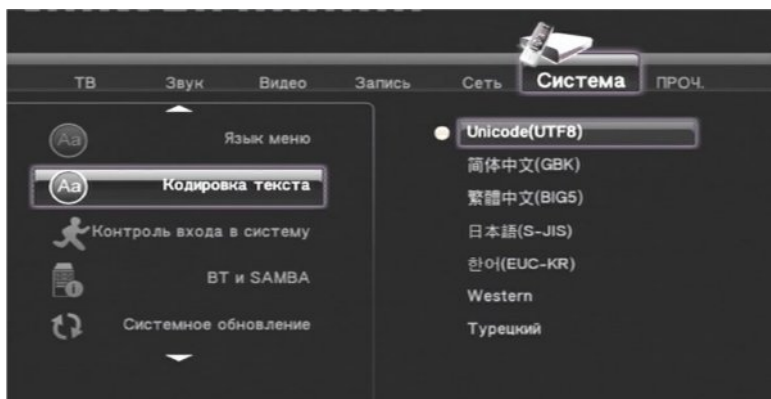 ТВ Звук Видео Запись Сеть Система ПРОЧ.
Язык меню
Кодировка текста
Контроль входа в систему
BT и SAMBA
Системное обновление
Unicode(UTF8)
简体中文(GBK)
繁體中文(BIG5)
日本語(S-JIS)
한어(EUC-KR)
Western
Турецкий